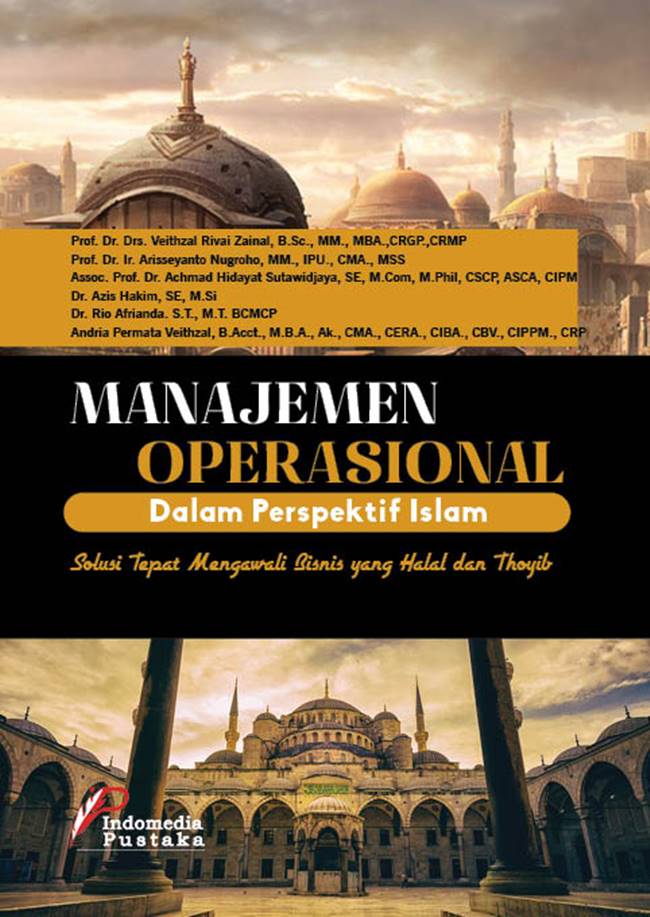 Prof. Dr. Drs. Veithzal Rivai Zainal, B.Sc., MM., MBA.,CRGP.,CRMP
Prof. Dr. Ir. Arisseyanto Nugroho, MM., IPU., CMA., MSS
Assoc. Prof. Dr. Achmad Hidayat Sutawidjaya, SE, M.Com, M.Phil, CSCP, ASCA, CIPM
Dr. Azis Hakim, SE, M.Si
Dr. Rio Afrianda. S.T., M.T. BCMCP
Andria Permata Veithzal, B.Acct., M.B.A., Ak., CMA., CERA., CIBA., CBV., CIPPM., CRP
MANAJEMEN
OPERASIONAL
Dalam Perspektif Islam
Solusi Tepat Mengawali Bisnis yang Halal dan Thoyib
Indomedia
Pustaka